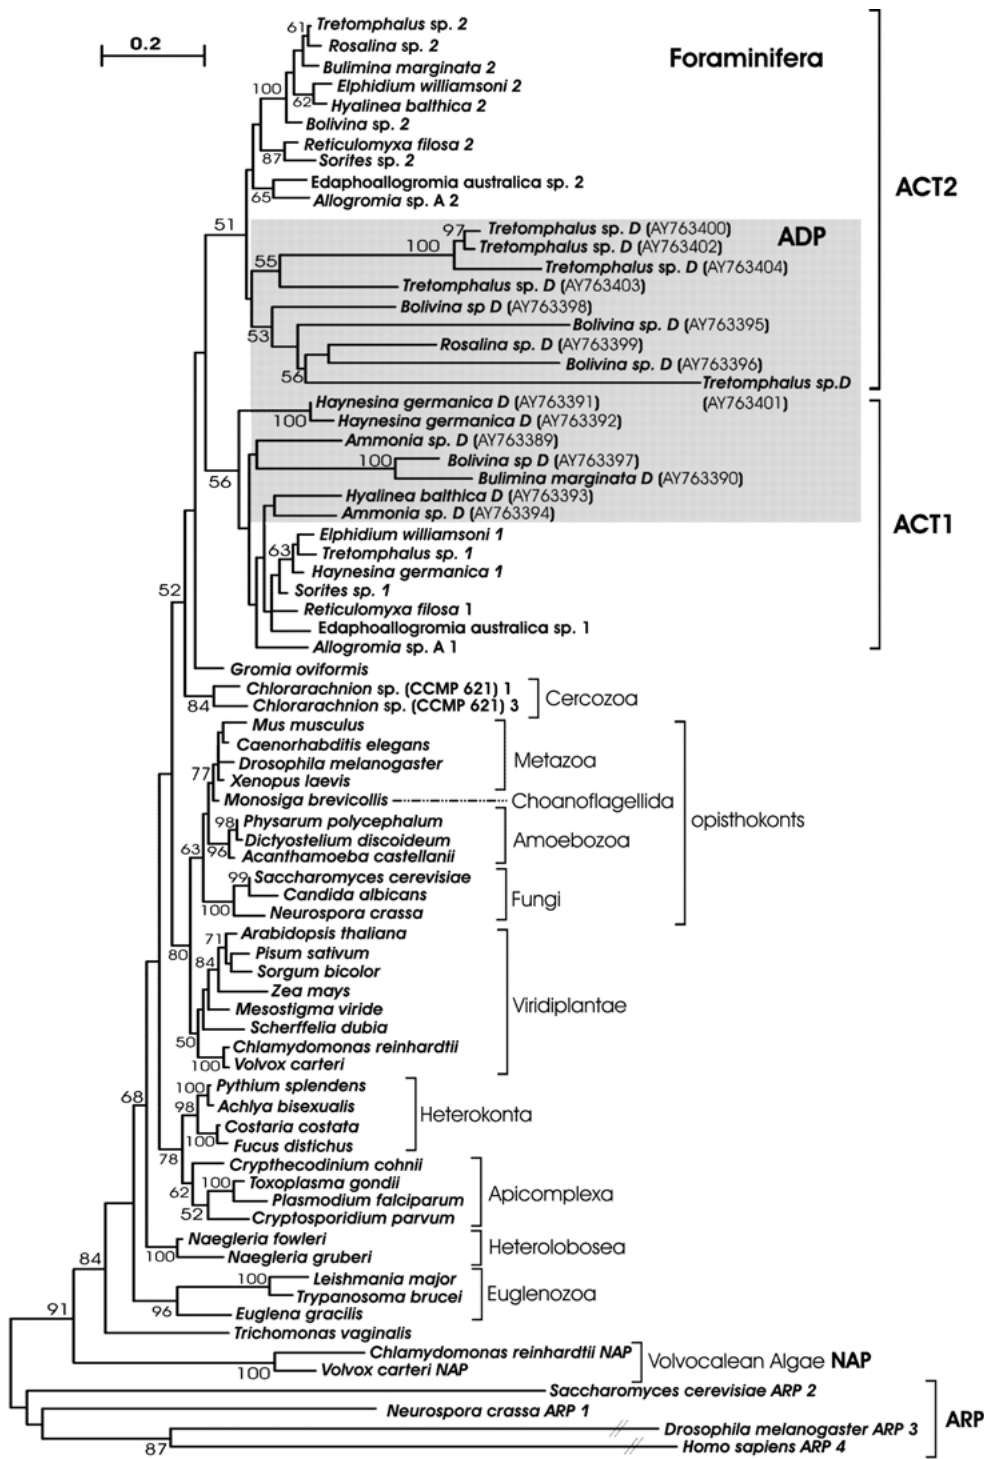 61 Tretomphalus sp. 2
0.2
Rosalina sp. 2
Foraminifera
Bulimina marginata 2
100
Elphidium williamsoni 2
62
Hyalinea balthica 2
Bolivina sp. 2
Reticulomyxa filosa 2
87
Sorites sp. 2
Edaphoallogromia australica sp. 2
ACT2
65
Allogromia sp. A 2
51
97 Tretomphalus sp. D (AY763400)
ADP
100
Tretomphalus sp. D (AY763402)
55
Tretomphalus sp. D (AY763404)
Tretomphalus sp. D (AY763403)
Bolivina sp D (AY763398)
53
Bolivina sp. D (AY763395)
Rosalina sp. D (AY763399)
Bolivina sp. D (AY763396)
56
Tretomphalus sp.D
(AY763401)
Haynesina germanica D (AY763391)
100
Haynesina germanica D (AY763392)
Ammonia sp. D (AY763389)
100
Bolivina sp D (AY763397)
56
Bulimina marginata D (AY763390)
Hyalinea balthica D (AY763393)
Ammonia sp. D (AY763394)
ACT1
Elphidium williamsoni 1
63
Tretomphalus sp. 1
Haynesina germanica 1
52
Sorites sp. 1
Reticulomyxa filosa 1
Edaphoallogromia australica sp. 1
Allogromia sp. A 1
Gromia oviformis
Chlorarachnion sp. (CCMP 621) 1
Cercozoa
84
Chlorarachnion sp. (CCMP 621) 3
Mus musculus
Caenorhabditis elegans
Metazoa
Drosophila melanogaster
77
Xenopus laevis
Monosiga brevicollis
Choanoflagellida
opisthokonts
98 Physarum polycephalum
Dictyostelium discoideum
Amoebozoa
63
96
Acanthamoeba castellanii
99 Saccharomyces cerevisiae
Candida albicans
Fungi
100
Neurospora crassa
71 Arabidopsis thaliana
80
Pisum sativum
84
Sorgum bicolor
Zea mays
Viridiplantae
Mesostigma viride
Scherffelia dubia
50
Chlamydomonas reinhardtii
100
Volvox carteri
100 Pythium splendens
68
98
Achlya bisexualis
Heterokonta
Costaria costata
100
Fucus distichus
78
Crypthecodinium cohnii
100
Toxoplasma gondii
62
Plasmodium falciparum
Apicomplexa
52
Cryptosporidium parvum
Naegleria fowleri
Heterolobosea
100
Naegleria gruberi
84
100
Leishmania major
Trypanosoma brucei
Euglenozoa
91
96
Euglena gracilis
Trichomonas vaginalis
Chlamydomonas reinhardtii NAP
Volvocalean Algae NAP
100
Volvox carteri NAP
Saccharomyces cerevisiae ARP 2
Neurospora crassa ARP 1
ARP
Drosophila melanogaster ARP 3
87
Homo sapiens ARP 4